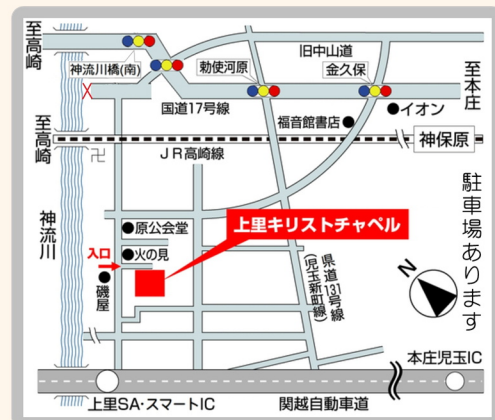 至高崎
神流川橋(南)
勅使河原
旧中山道
金久保
至本庄
国道17号線
イオン
福音館書店
至高崎
JR高崎線
神保原
卍
神流川
原公会堂
火の見
入口
磯屋
上里キリストチャペル
県道131号線
(児玉新町線)
駐車場あります
N
本庄児玉IC
上里SA・スマートIC
関越自動車道